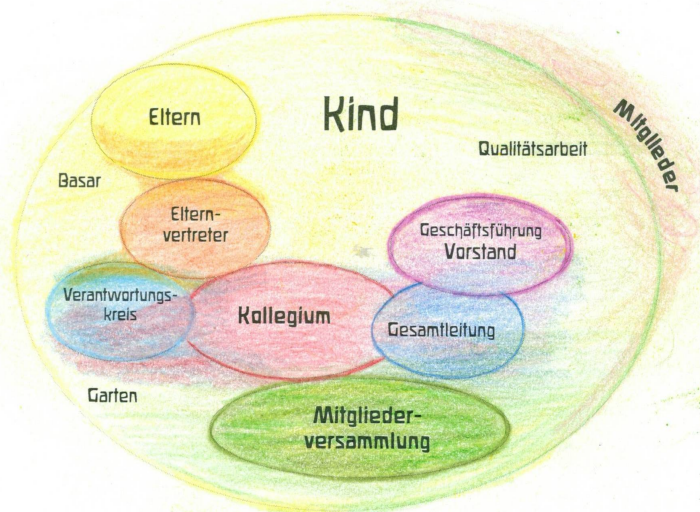 Eltern
Kind
Qualitätsarbeit
Mitglieder
Basar
Eltern-
vertreter
Geschäftsführung
Vorstand
Verantwortungs-
kreis
Kollegium
Gesamtleitung
Garten
Mitglieder-
versammlung